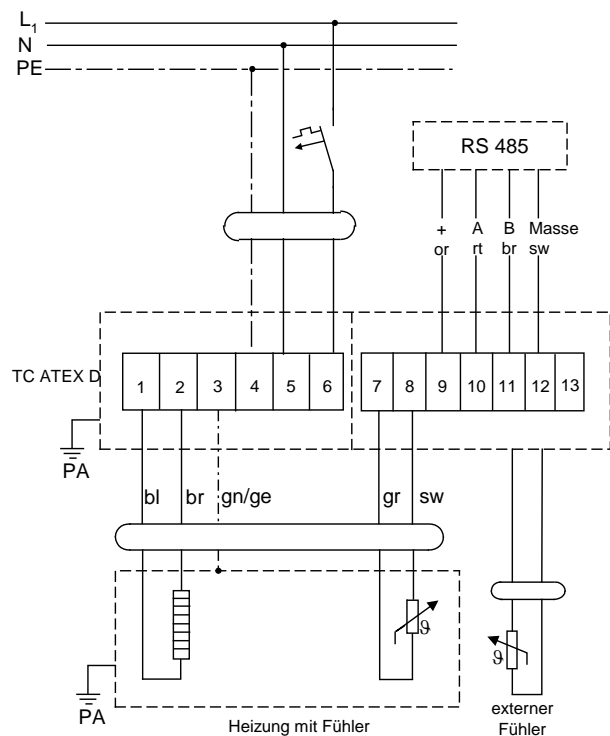 L1
N
PE
RS 485
+ A B Masse
or rt br sw
TC ATEX D
1 2 3 4 5 6 7 8 9 10 11 12 13
PA
bl br gn/ge gr sw
ϑ ϑ
PA
Heizung mit Fühler
externer
Fühler